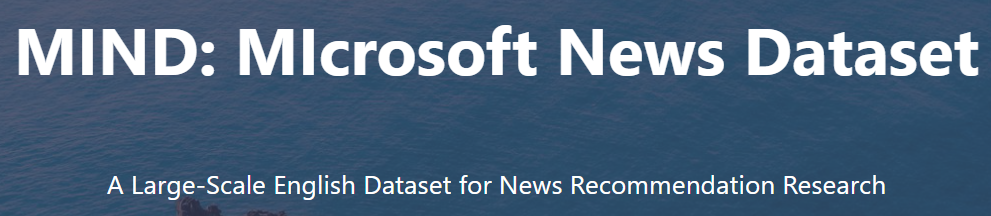 MIND: MIcrosoft News Dataset
A Large-Scale English Dataset for News Recommendation Research